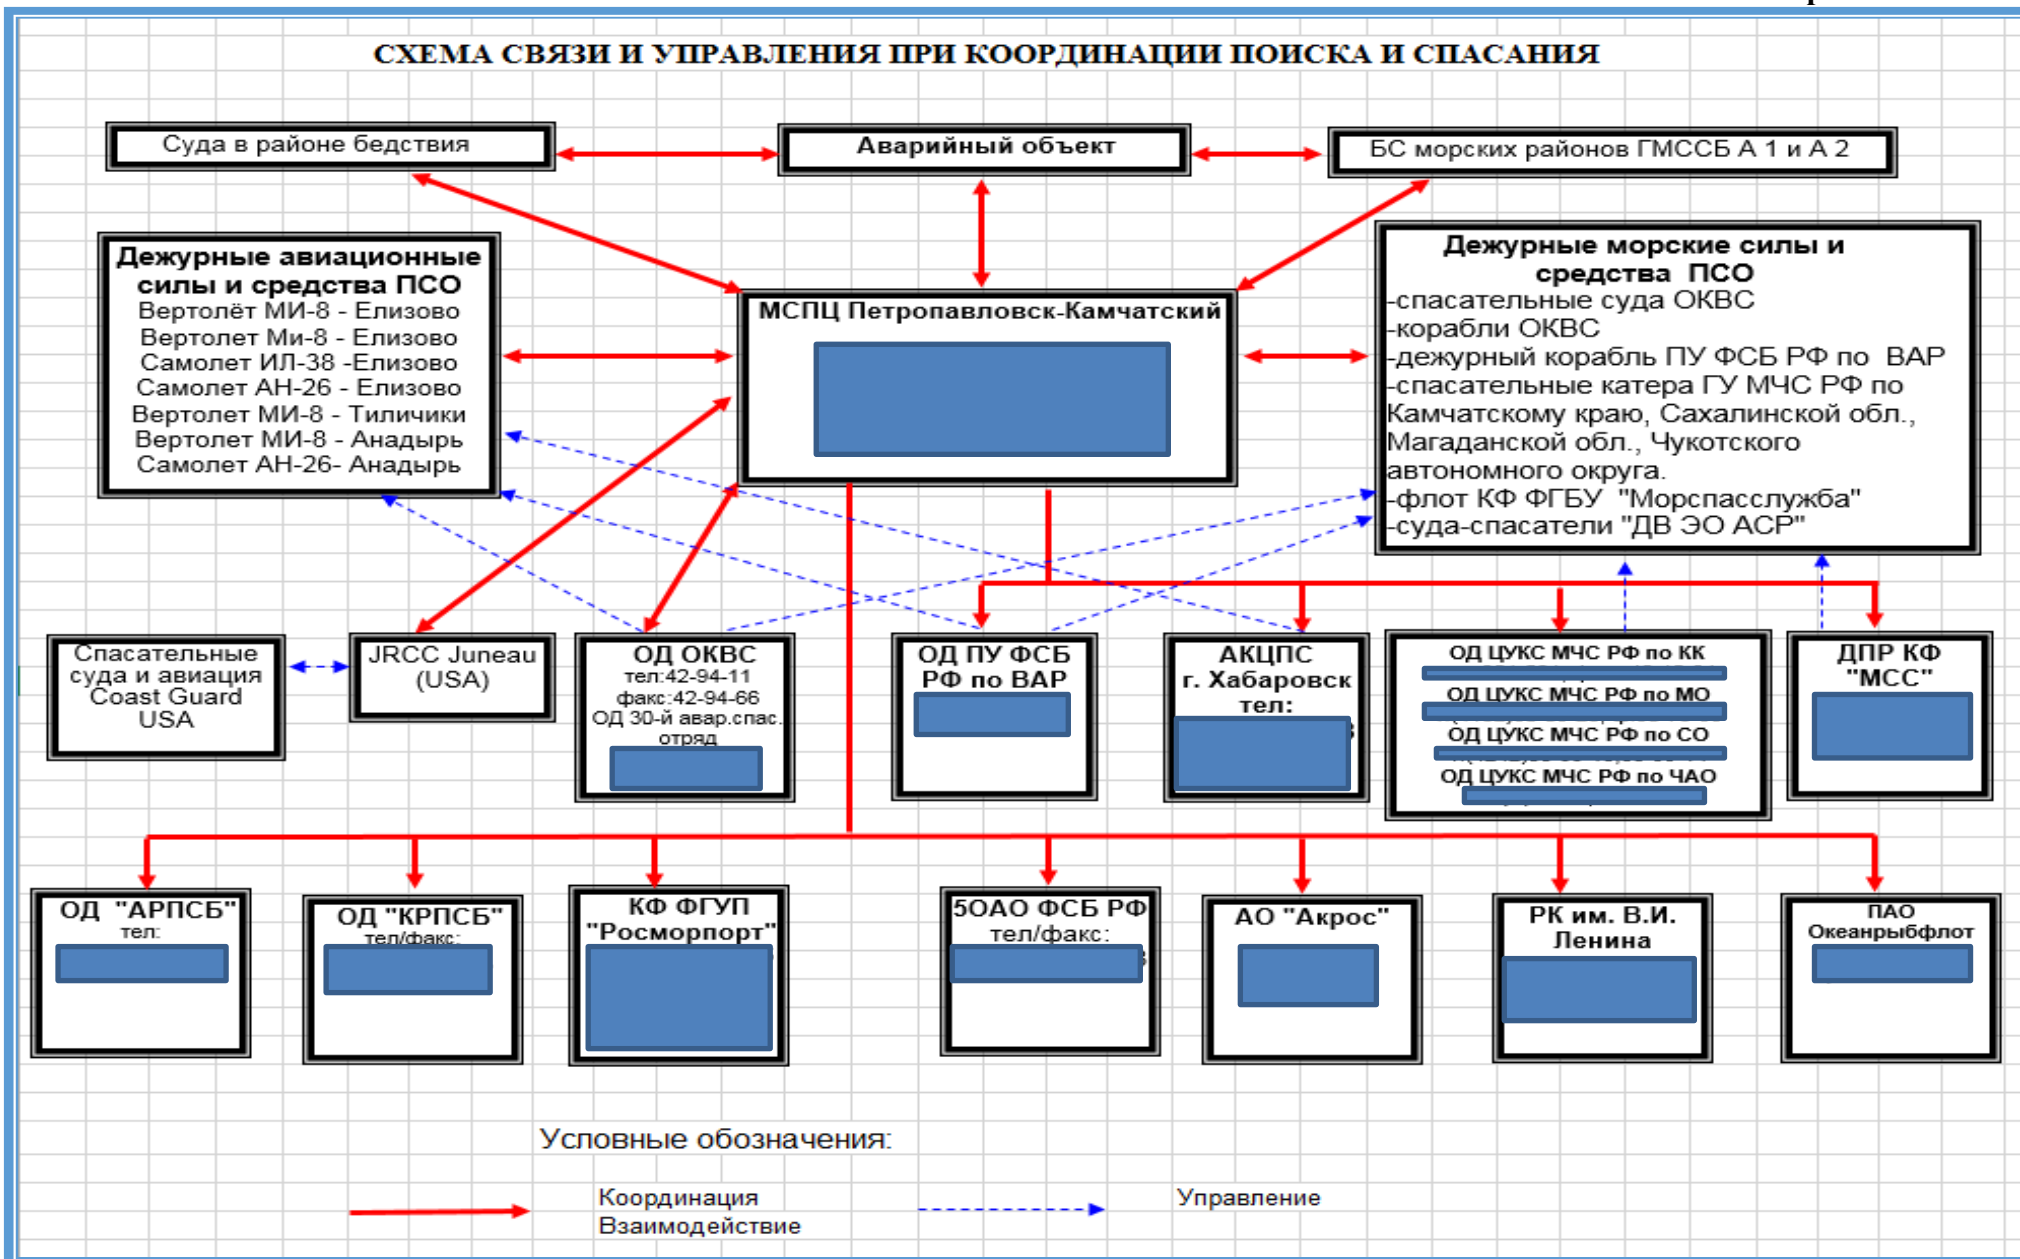 СХЕМА СВЯЗИ И УПРАВЛЕНИЯ ПРИ КООРДИНАЦИИ ПОИСКА И СПАСАНИЯ
Суда в районе бедствия
Аварийный объект
БС морских районов ГМССБ А 1 и А 2
Дежурные авиационные
силы и средства ПСО
Вертолёт МИ-8 - Елизово
Вертолет Ми-8 - Елизово
Самолет ИЛ-38 -Елизово
Самолет АН-26 - Елизово
Вертолет МИ-8 - Тиличики
Вертолет МИ-8 - Анадырь
Самолет АН-26- Анадырь
МСПЦ Петропавловск-Камчатский
Дежурные морские силы и
средства ПСО
-спасательные суда ОКВС
-корабли ОКВС
-дежурный корабль ПУ ФСБ РФ по ВАР
-спасательные катера ГУ МЧС РФ по
Камчатскому краю, Сахалинской обл.,
Магаданской обл., Чукотского
автономного округа.
-флот КФ ФГБУ "Морспасслужба"
-суда-спасатели "ДВ ЭО АСР"
Спасательные
суда и авиация
Coast Guard
USA
JRCC Juneau
(USA)
ОД ОКВС
тел:42-94-11
факс:42-94-66
ОД 30-й авар.спас.
отряд
ОД ПУ ФСБ
РФ по ВАР
АКЦПС
г. Хабаровск
тел:
ОД ЦУКС МЧС РФ по КК
ОД ЦУКС МЧС РФ по МО
ОД ЦУКС МЧС РФ по СО
ОД ЦУКС МЧС РФ по ЧАО
ДПР КФ
"МСС"
ОД "АРПСБ"
тел:
ОД "КРПСБ"
тел/факс:
КФ ФГУП
"Росморпорт"
5ОАО ФСБ РФ
тел/факс:
АО "Акрос"
РК им. В.И.
Ленина
ПАО
Океанрыбфлот
Условные обозначения:
Координация
Взаимодействие
Управление